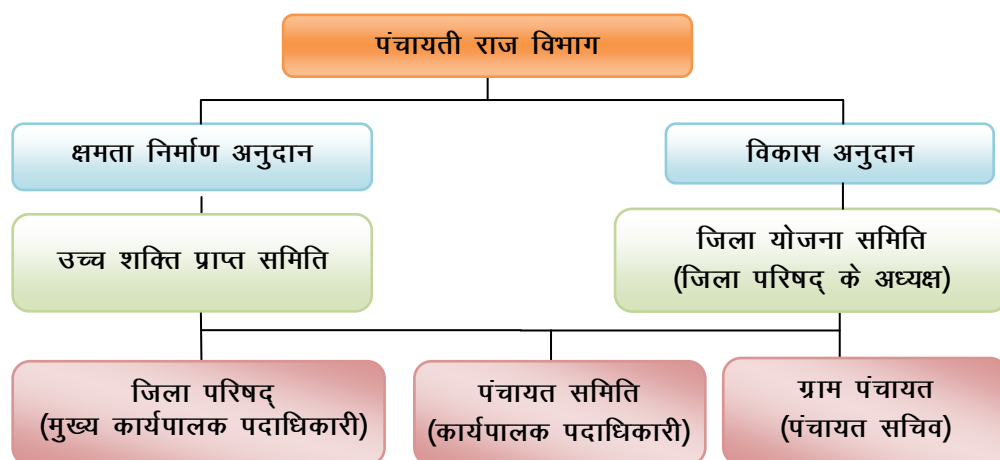 पंचायती राज विभाग
क्षमता निर्माण अनुदान
विकास अनुदान
उच्च शक्ति प्राप्त समिति
जिला योजना समिति
(जिला परिषद् के अध्यक्ष)
जिला परिषद्
(मुख्य कार्यपालक पदाधिकारी)
पंचायत समिति
(कार्यपालक पदाधिकारी)
ग्राम पंचायत
(पंचायत सचिव)